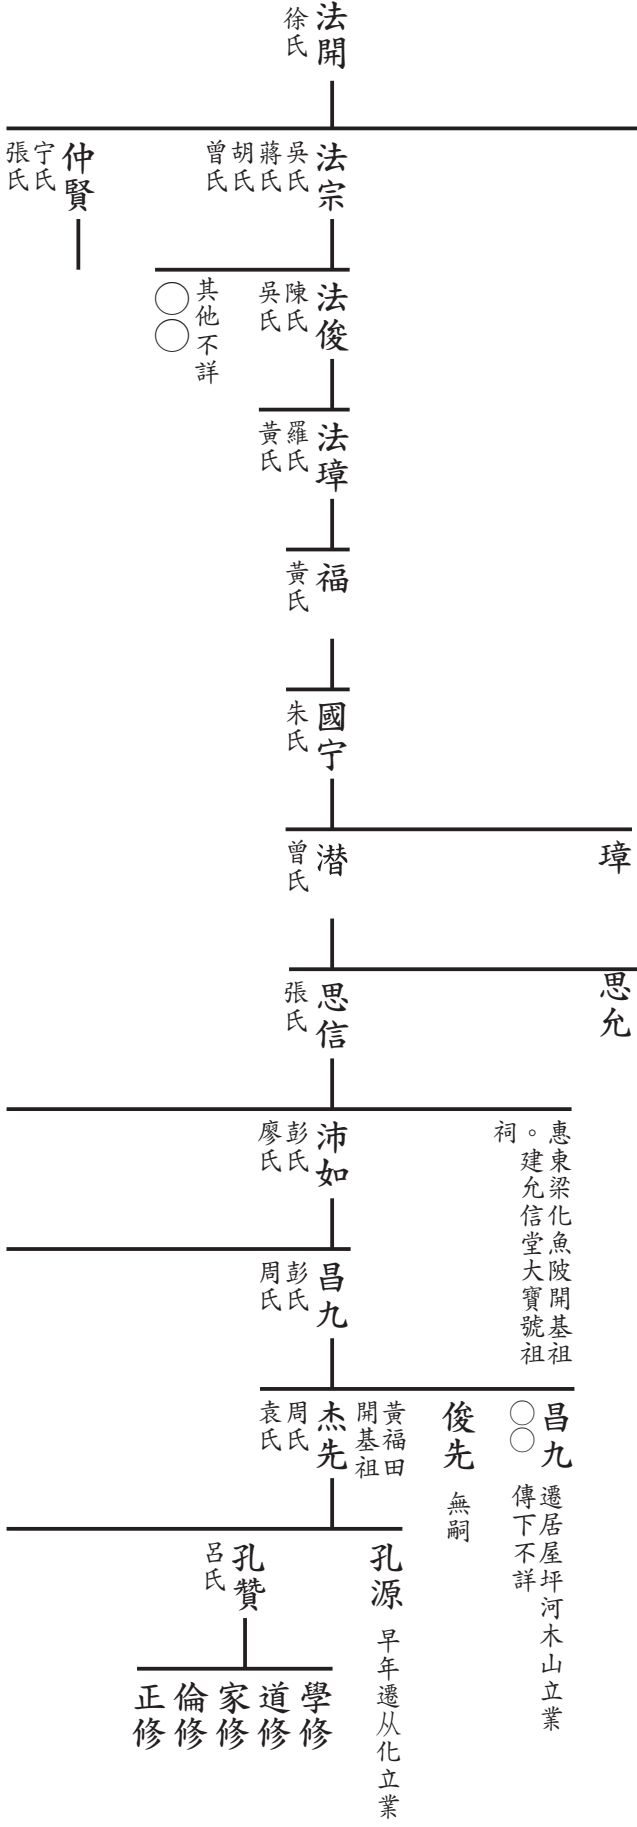 法開
徐氏
法宗
吳氏
蔣氏
胡氏
曾氏
仲賢
宁氏
張氏
法俊
陳氏
吳氏
其他不詳
◯◯
法璋
羅氏
黃氏
福
黃氏
國宁
朱氏
璋
潜
曾氏
思允
思信
張氏
惠東梁化魚陂開基祖
。建允信堂大寶號祖
祠
沛如
彭氏
廖氏
昌九
彭氏
周氏
昌九
◯◯
遷居屋坪河木山立業
傳下不詳
俊先
無嗣
黃福田
開基祖
杰先
周氏
袁氏
孔源
早年遷从化立業
孔贊
呂氏
學修
道修
家修
倫修
正修